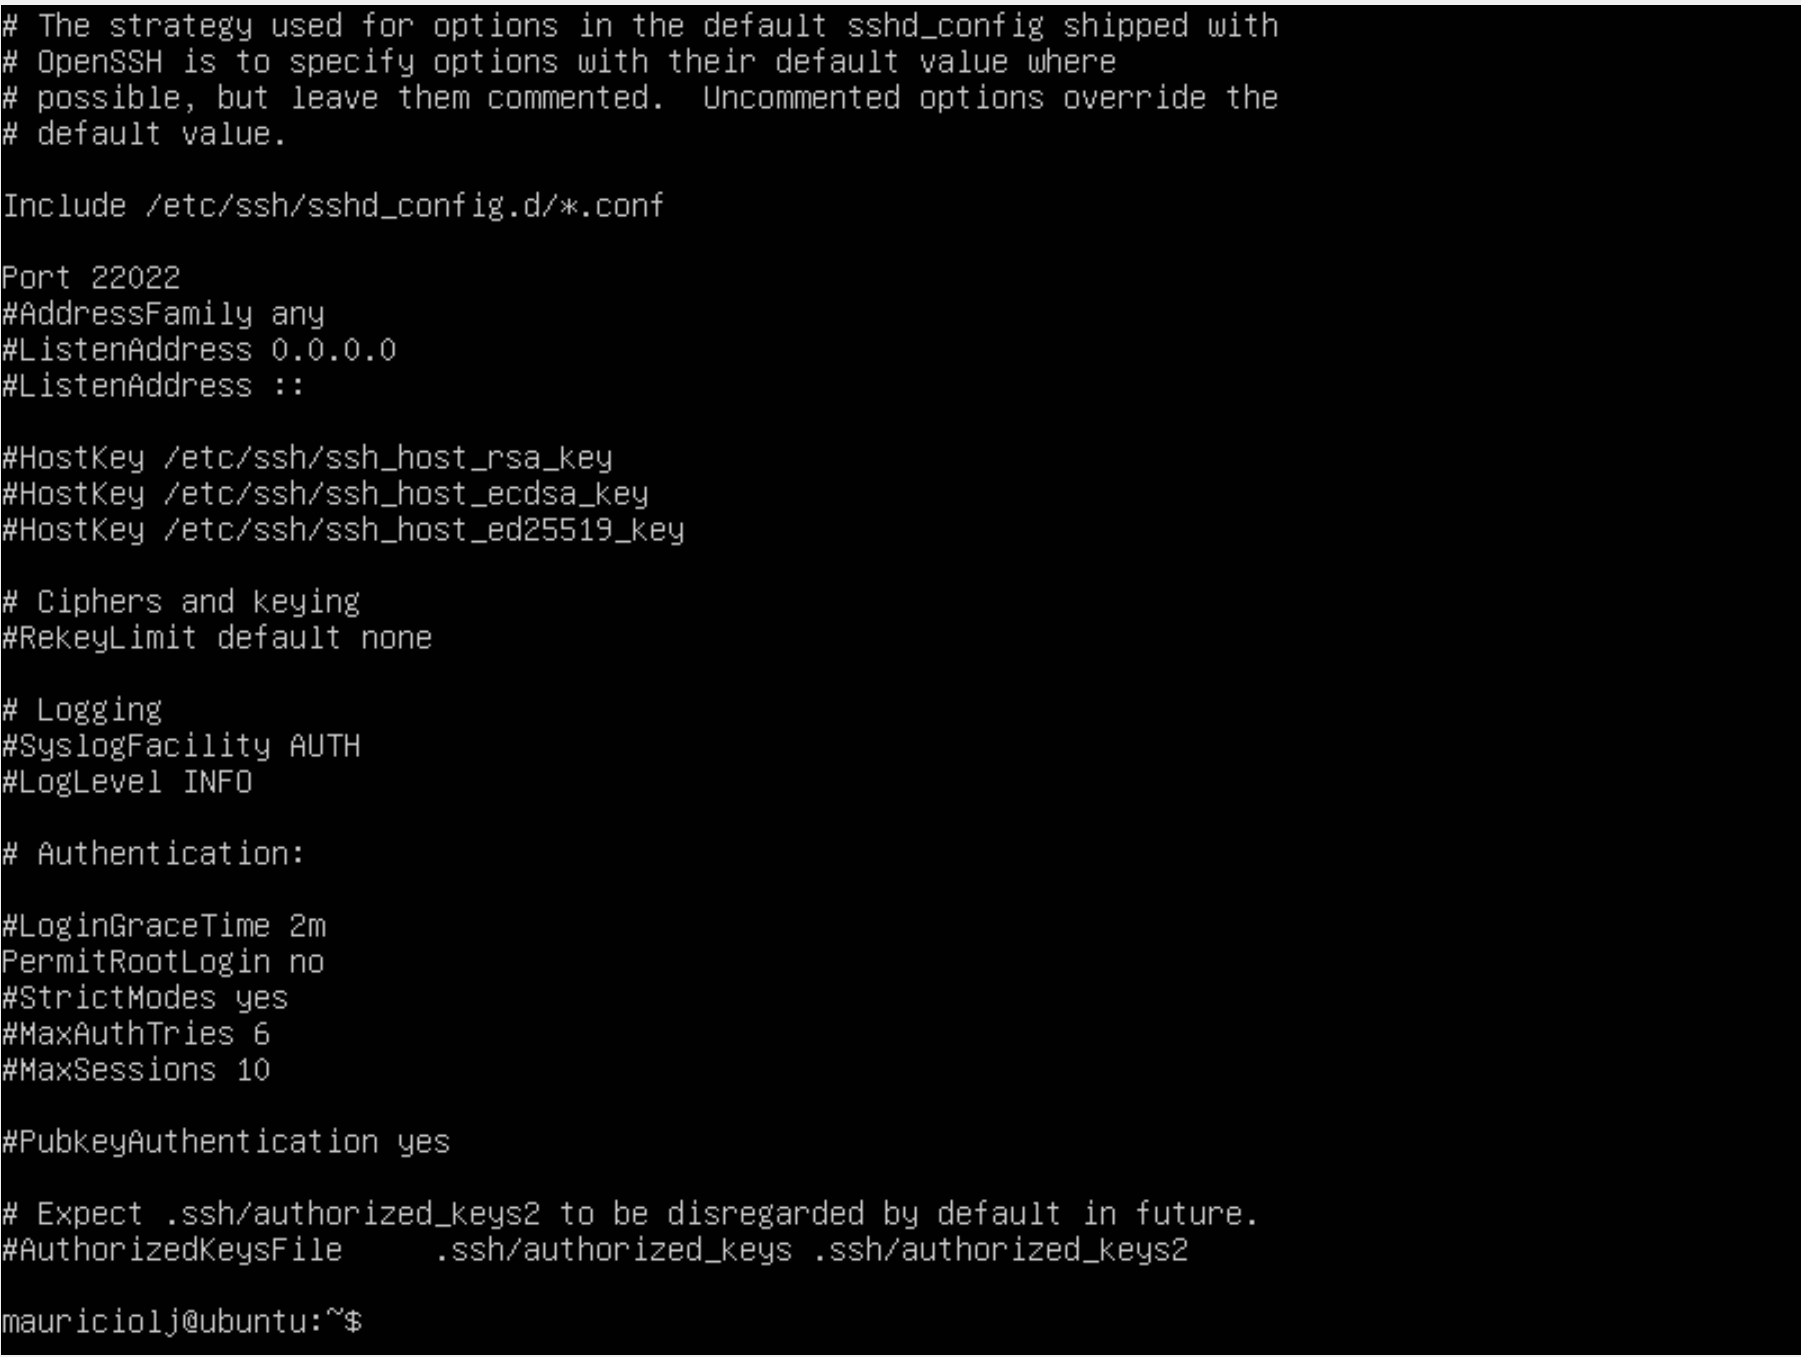 # The strategy used for options in the default sshd_config shipped with
# OpenSSH is to specify options with their default value where
# possible, but leave them commented.  Uncommented options override the
# default value.

Include /etc/ssh/sshd_config.d/*.conf

Port 22022
#AddressFamily any
#ListenAddress 0.0.0.0
#ListenAddress ::

#HostKey /etc/ssh/ssh_host_rsa_key
#HostKey /etc/ssh/ssh_host_ecdsa_key
#HostKey /etc/ssh/ssh_host_ed25519_key

# Ciphers and keying
#RekeyLimit default none

# Logging
#SyslogFacility AUTH
#LogLevel INFO

# Authentication:

#LoginGraceTime 2m
PermitRootLogin no
#StrictModes yes
#MaxAuthTries 6
#MaxSessions 10

#PubkeyAuthentication yes

# Expect .ssh/authorized_keys2 to be disregarded by default in future.
#AuthorizedKeysFile     .ssh/authorized_keys .ssh/authorized_keys2

mauriciolj@ubuntu:~$